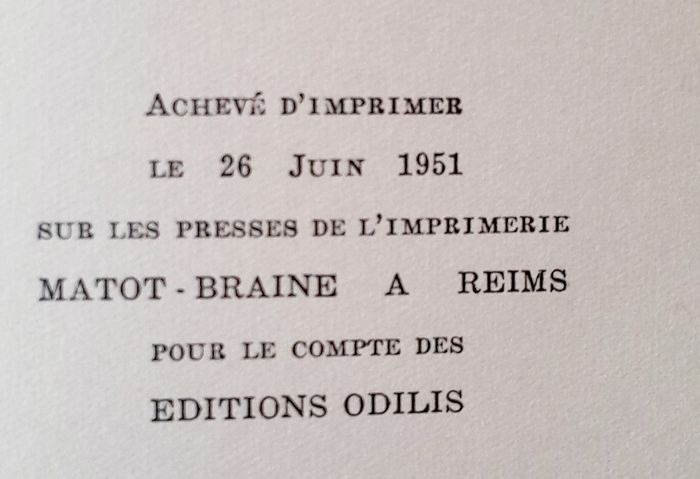 ACHEVÉ D'IMPRIMER
LE 26 JUIN 1951
SUR LES PRESSES DE L'IMPRIMERIE
MATOT-BRAINE A REIMS
POUR LE COMPTE DES
EDITIONS ODILIS